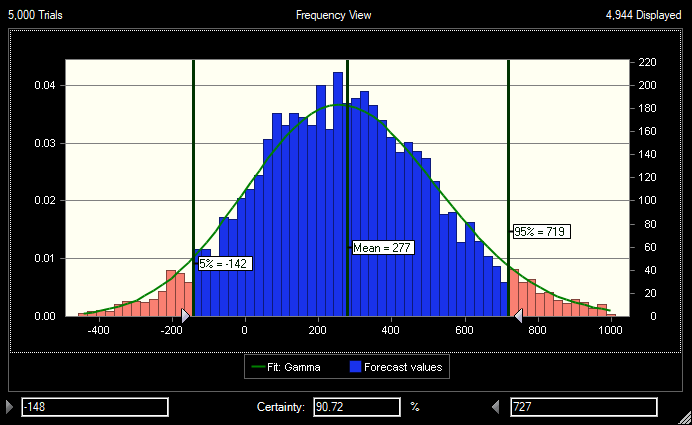 5,000 Trials Frequency View 4,944 Displayed
220
0.04 200
180
160
0.03 140
120
0.02 100
80
95% = 719
0.01 60
Mean = 277
5% = -142
40
20
0.00 0
-400 -200 0 200 400 600 800 1000
Fit: Gamma Forecast values
-148 Certainty: 90.72 % 727